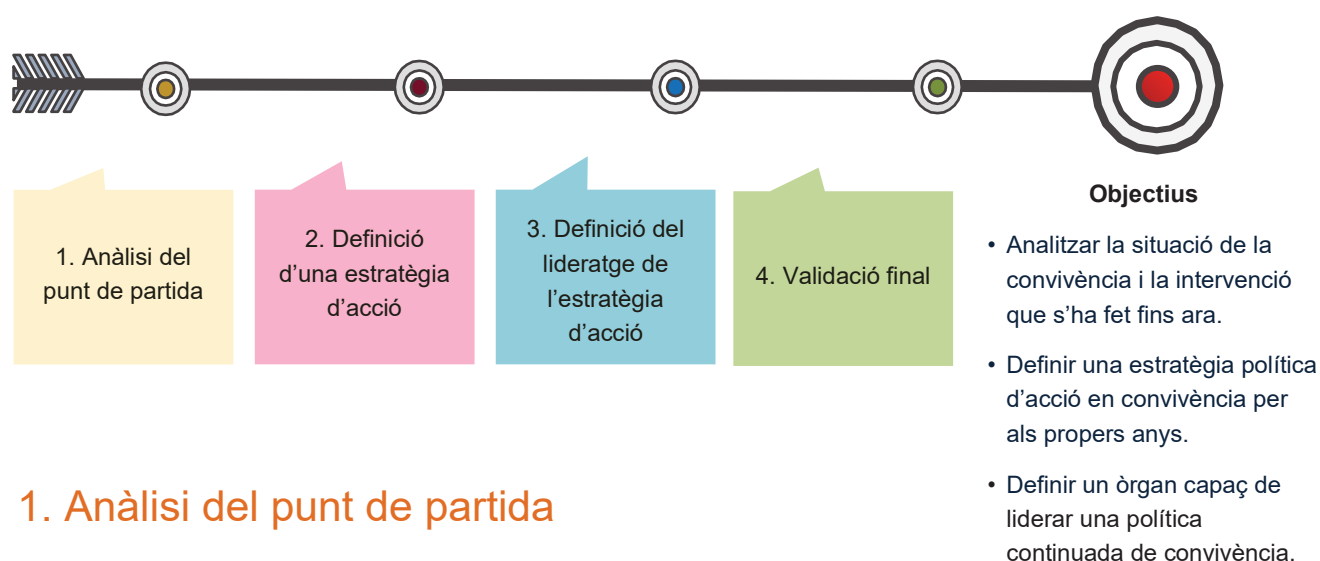 1. Anàlisi del
punt de partida
2. Definició
d’una estratègia
d’acció
3. Definició del
lideratge de
l’estratègia
d’acció
4. Validació final
Objectius
• Analitzar la situació de la
convivència i la intervenció
que s’ha fet fins ara.
• Definir una estratègia política
d’acció en convivència per
als propers anys.
• Definir un òrgan capaç de
liderar una política
continuada de convivència.
1. Anàlisi del punt de partida